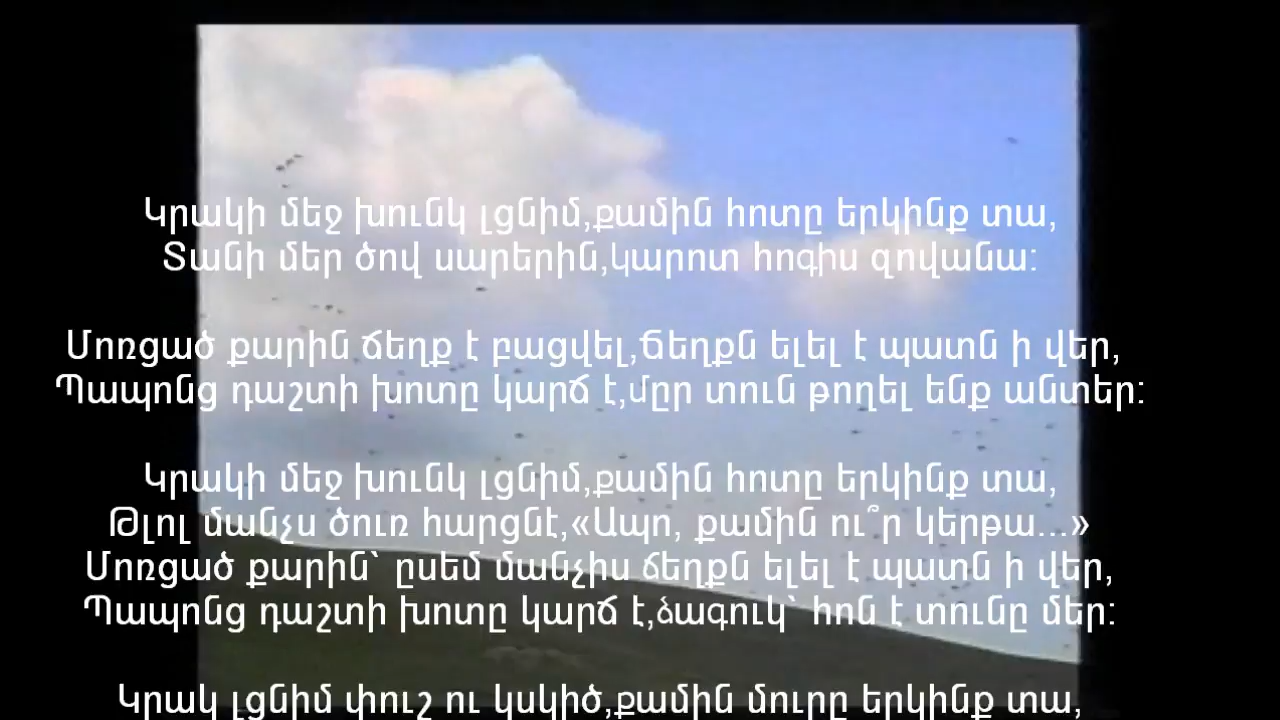 Կրակի մեջ խունկ լցնիմ,քամին հոտը երկինք տա,
Տանի մեր ծով սարերին,կարոտ հոգիս զովանա:
Մոռցած քարին ճեղք է բացվել,ճեղքն ելել է պատն ի վեր,
Պապոնց դաշտի խոտը կարճ է,մըր տուն թողել ենք անտեր:
Կրակի մեջ խունկ լցնիմ,քամին հոտը երկինք տա,
Թլոլ մանչս ծուռ հարցնէ,«Ապո, քամին ու՞ր կերթա...»
Մոռցած քարին՝ ըսեմ մանչիս ճեղքն ելել է պատն ի վեր,
Պապոնց դաշտի խոտը կարճ է,ձագուկ՝ հոն է տունը մեր:
Կրակ լցնիմ փուշ ու կսկիծ,քամին մուրը երկինք տա,